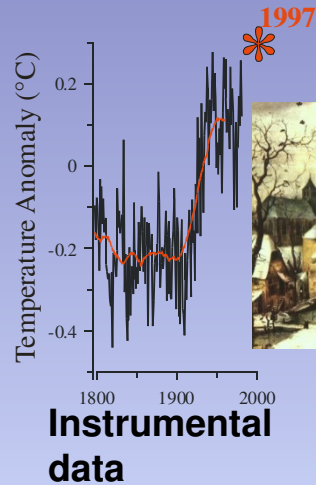 1997
Temperature Anomaly (°C)
0.2
0
-0.2
-0.4
1800 1900 2000
Instrumental
data